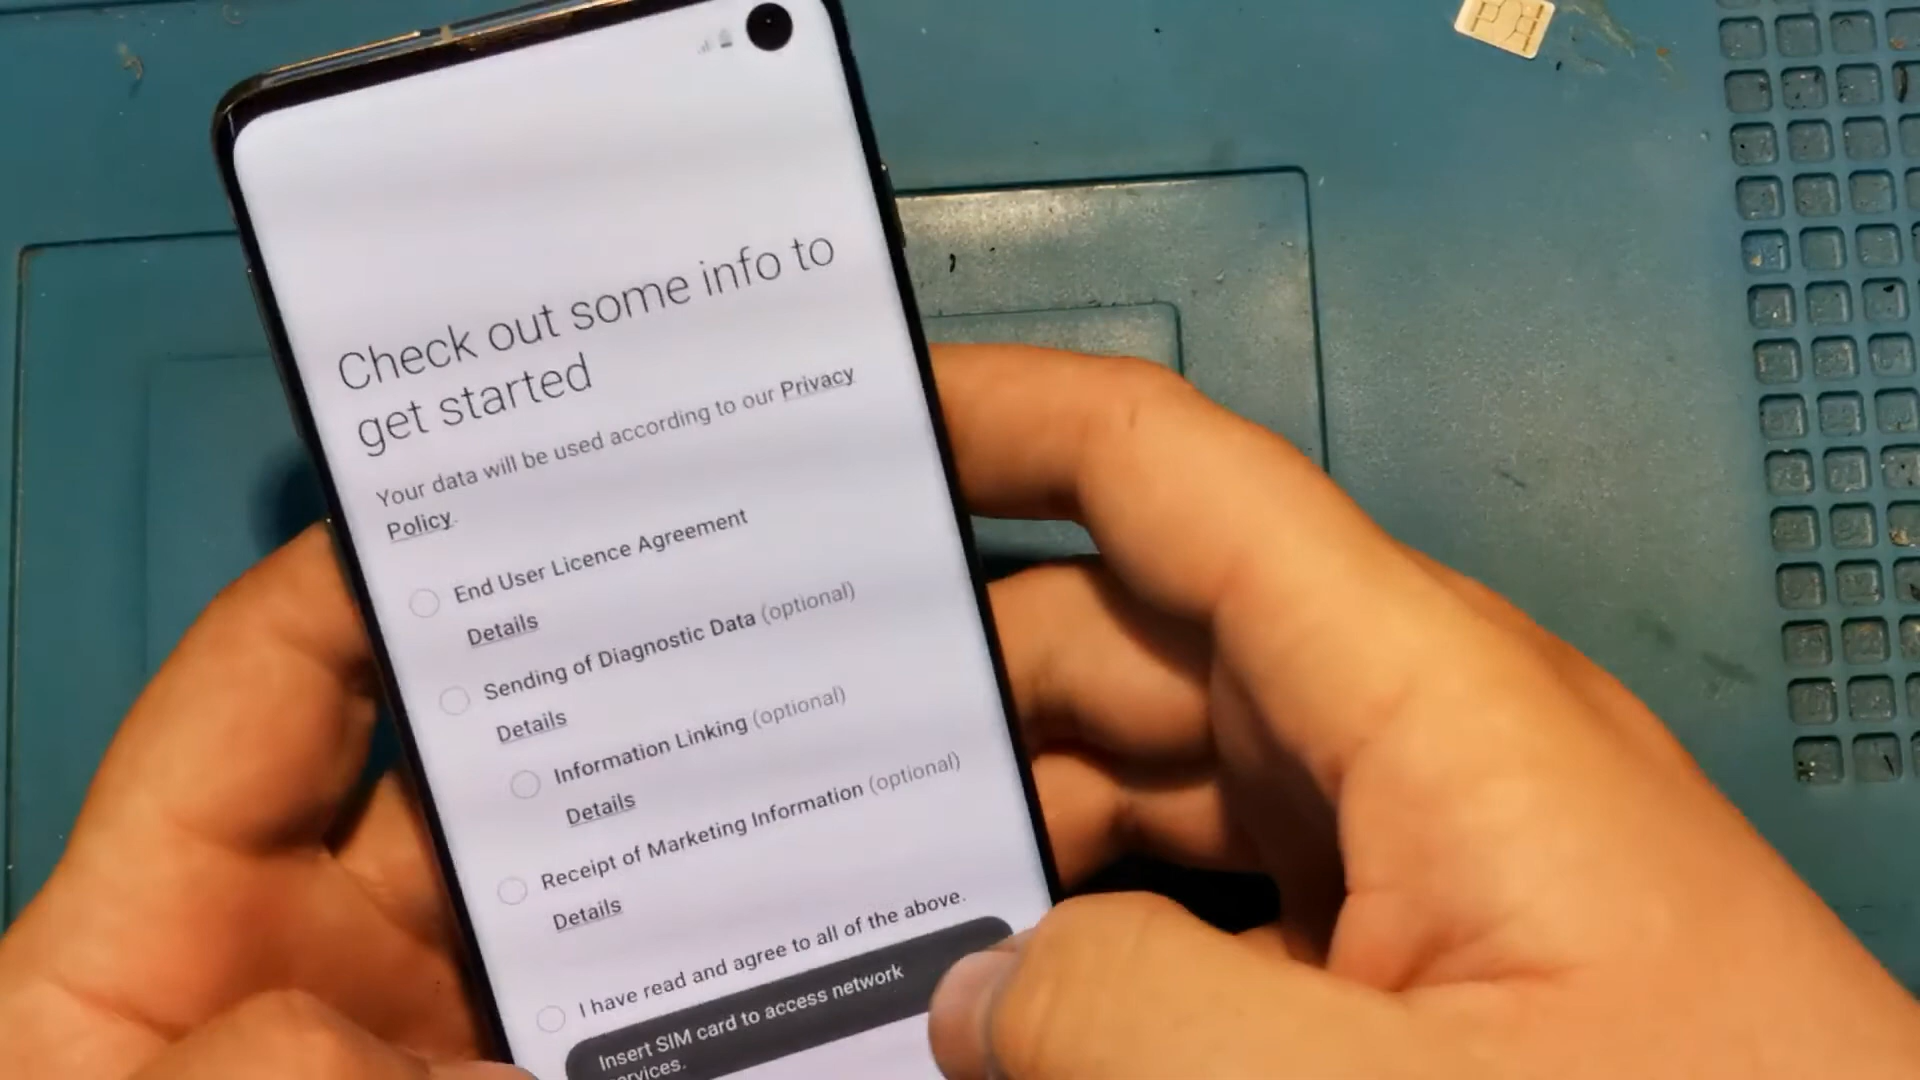 Check out some info to
get started
Your data will be used according to our Privacy
Policy.
End User Licence Agreement
Details
Sending of Diagnostic Data (optional)
Details
Information Linking (optional)
Details
Receipt of Marketing Information (optional)
Details
I have read and agree to all of the above.
Insert SIM card to access network
services.